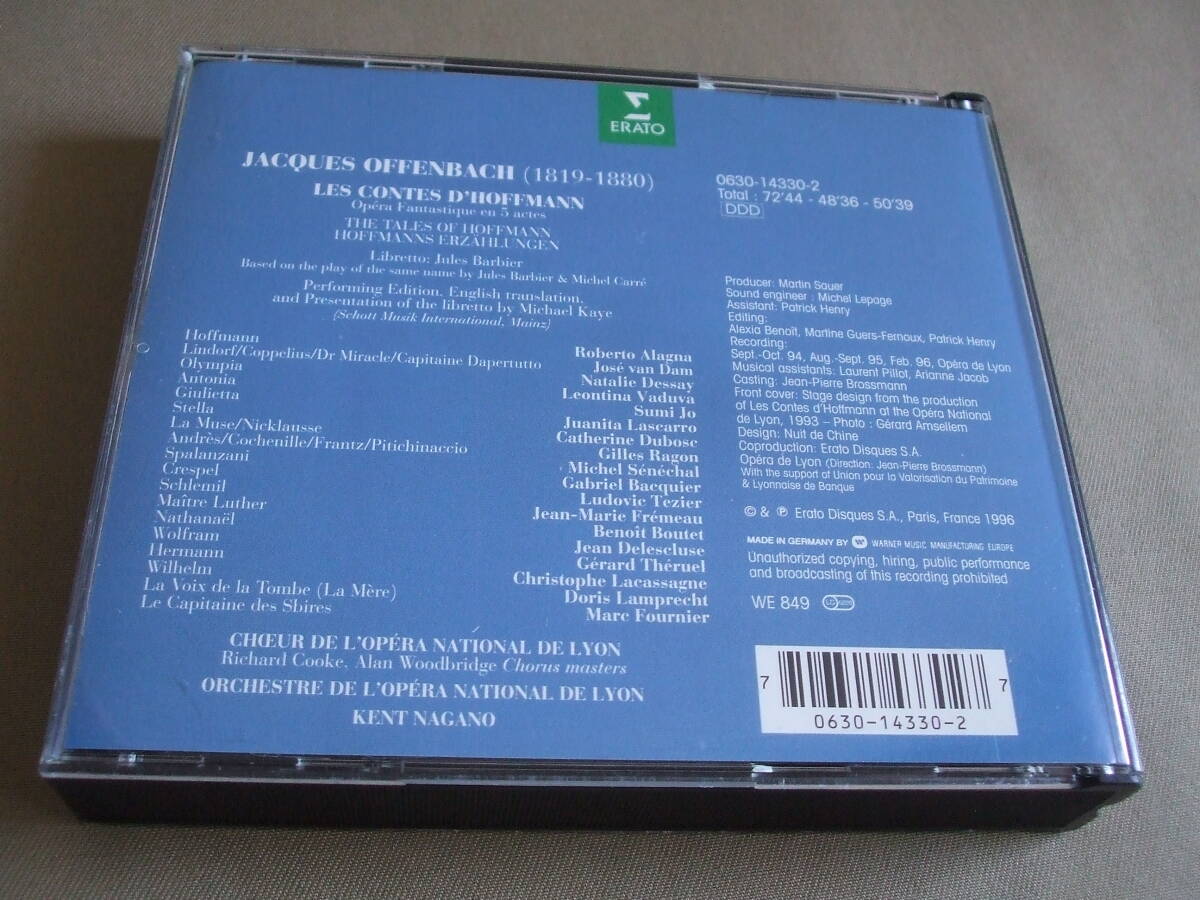 ERATO
JACQUES OFFENBACH (1819-1880)
LES CONTES D'HOFFMANN
Opéra Fantastique en 5 actes
THE TALES OF HOFFMANN
HOFFMANNS ERZÄHLUNGEN
Libretto: Jules Barbier
Based on the play of the same name by Jules Barbier & Michel Carré
Performing Edition, English translation,
and Presentation of the libretto by Michael Kaye
(Schott Musik International, Mainz)
Hoffmann Roberto Alagna
Lindorf/Coppelius/Dr Miracle/Capitaine Dapertutto José van Dam
Olympia Natalie Dessay
Antonia Leontina Vaduva
Giulietta Sumi Jo
Stella Juanita Lascarro
La Muse/Nicklausse Catherine Dubosc
Andrès/Cochenille/Frantz/Pitichinaccio Gilles Ragon
Spalanzani Michel Sénéchal
Crespel Gabriel Bacquier
Schlemil Ludovic Tezier
Maître Luther Jean-Marie Frémeau
Nathanaël Benoît Boutet
Wolfram Jean Delescluse
Hermann Gérard Théruel
Wilhelm Christophe Lacassagne
La Voix de la Tombe (La Mère) Doris Lamprecht
Le Capitaine des Sbires Marc Fournier
CHŒUR DE L'OPÉRA NATIONAL DE LYON
Richard Cooke, Alan Woodbridge Chorus masters
ORCHESTRE DE L'OPÉRA NATIONAL DE LYON
KENT NAGANO
0630-14330-2
Total : 72'44 - 48'36 - 50'39
DDD
Producer: Martin Sauer
Sound engineer : Michel Lepage
Assistant: Patrick Henry
Editing:
Alexia Benoît, Martine Guers-Fernoux, Patrick Henry
Recording:
Sept.-Oct. 94, Aug.-Sept. 95, Feb. 96, Opéra de Lyon
Musical assistants: Laurent Pillot, Arianne Jacob
Casting: Jean-Pierre Brossmann
Front cover: Stage design from the production
of Les Contes d'Hoffmann at the Opéra National
de Lyon, 1993 – Photo : Gérard Amsellem
Design: Nuit de Chine
Coproduction: Erato Disques S.A.
Opéra de Lyon (Direction: Jean-Pierre Brossmann)
With the support of Union pour la Valorisation du Patrimoine
& Lyonnaise de Banque
© & ℗ Erato Disques S.A., Paris, France 1996
MADE IN GERMANY BY WARNER MUSIC MANUFACTURING EUROPE
Unauthorized copying, hiring, public performance
and broadcasting of this recording prohibited
WE 849
7 7
0630-14330-2